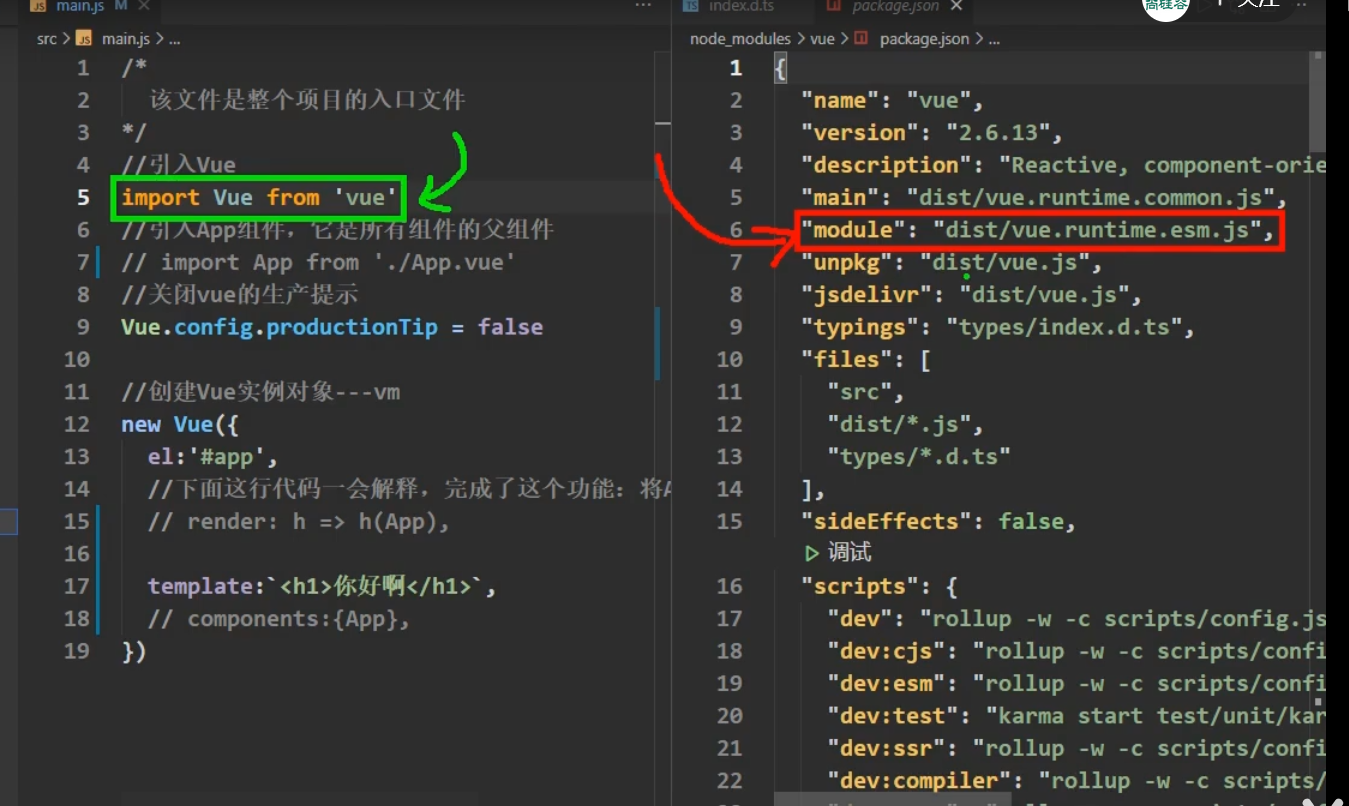 main.js M
src > main.js > ...
1 /*
2 该文件是整个项目的入口文件
3 */
4 //引入Vue
5 import Vue from 'vue'
6 //引入App组件，它是所有组件的父组件
7 // import App from './App.vue'
8 //关闭vue的生产提示
9 Vue.config.productionTip = false
10
11 //创建Vue实例对象---vm
12 new Vue({
13 el:'#app',
14 //下面这行代码一会解释，完成了这个功能：将
15 // render: h => h(App),
16
17 template:`<h1>你好啊</h1>`,
18 // components:{App},
19 })
TS index.d.ts package.json
关注
node_modules > vue > package.json > ...
1 {
2 "name": "vue",
3 "version": "2.6.13",
4 "description": "Reactive, component-orie
5 "main": "dist/vue.runtime.common.js",
6 "module": "dist/vue.runtime.esm.js",
7 "unpkg": "dist/vue.js",
8 "jsdelivr": "dist/vue.js",
9 "typings": "types/index.d.ts",
10 "files": [
11 "src",
12 "dist/*.js",
13 "types/*.d.ts"
14 ],
15 "sideEffects": false,
调试
16 "scripts": {
17 "dev": "rollup -w -c scripts/config.js
18 "dev:cjs": "rollup -w -c scripts/confi
19 "dev:esm": "rollup -w -c scripts/confi
20 "dev:test": "karma start test/unit/kar
21 "dev:ssr": "rollup -w -c scripts/confi
22 "dev:compiler": "rollup -w -c scripts/